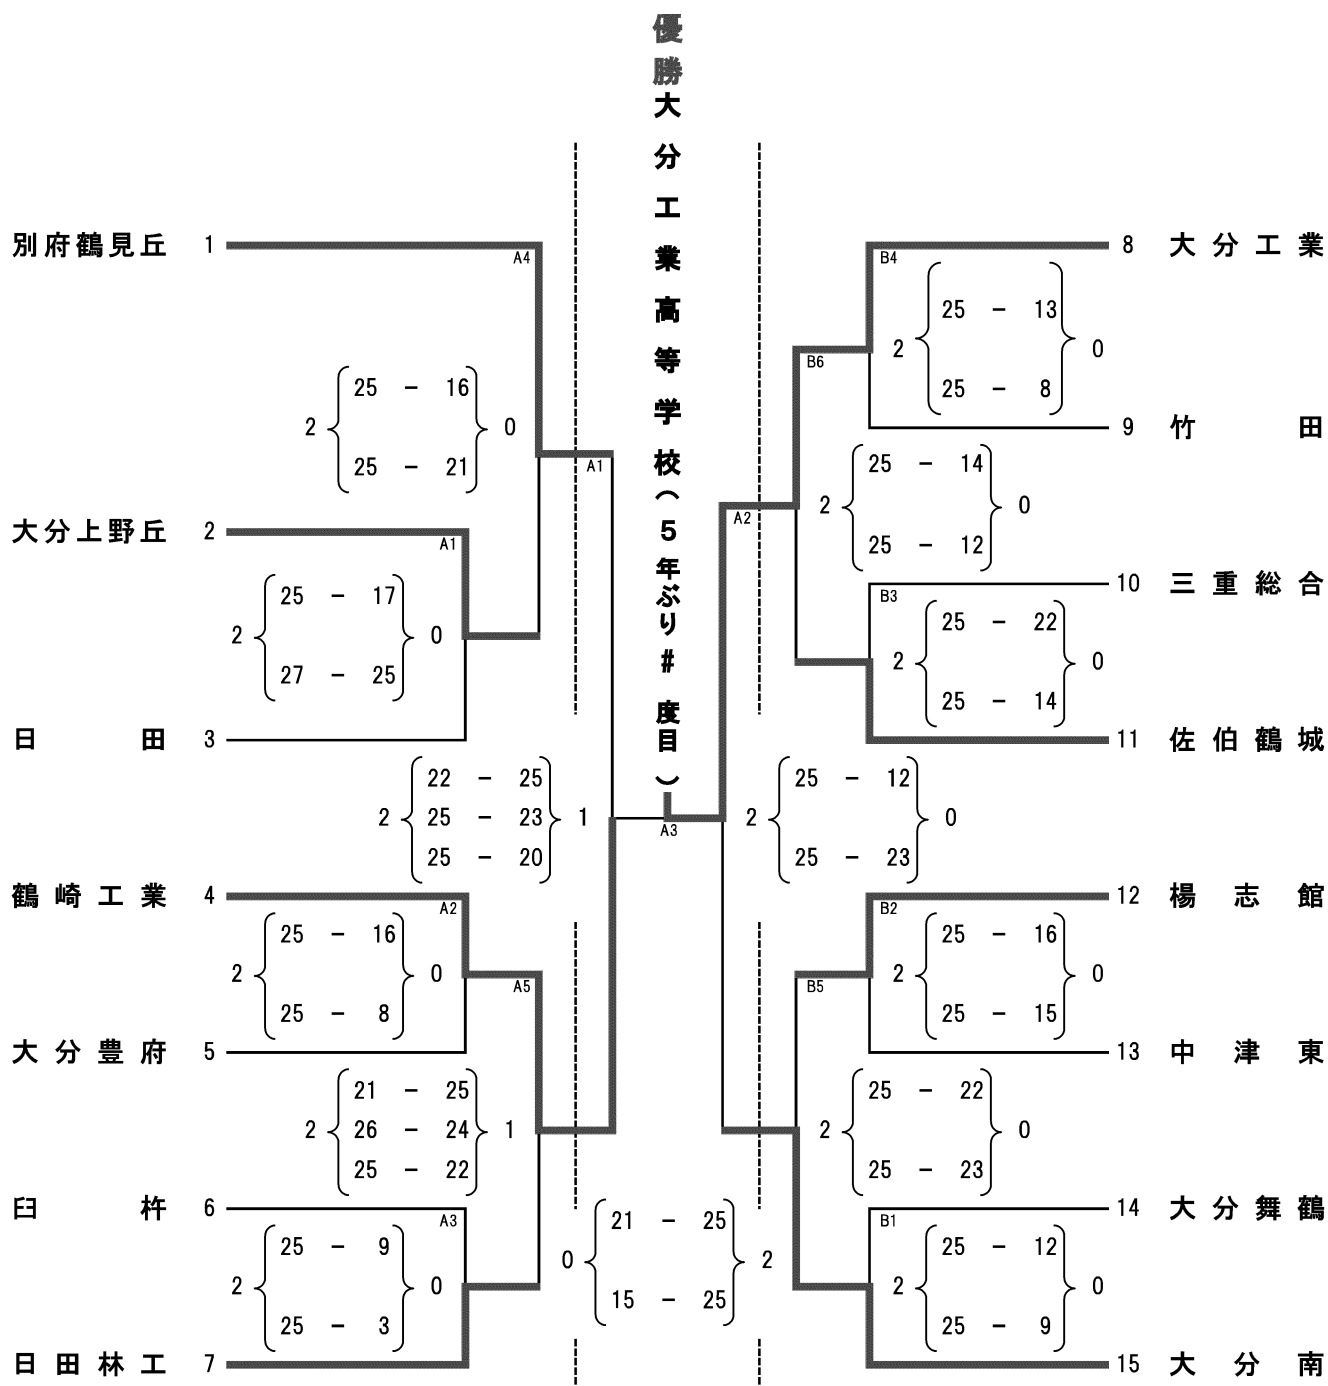 優勝
大分工業高等学校(5年ぶり#度目)
別府鶴見丘 1
A4
25 - 16
2 0
25 - 21
A1
大分上野丘 2
A1
25 - 17
2 0
27 - 25
日田 3
22 - 25
2 25 - 23 1
25 - 20
鶴崎工業 4
A2
25 - 16
2 0
25 - 8
A5
大分豊府 5
21 - 25
2 26 - 24 1
25 - 22
臼杵 6
A3
25 - 9
2 0
25 - 3
日田林工 7
A3
21 - 25
0 2
15 - 25
8 大分工業
B4
25 - 13
2 0
25 - 8
B6
9 竹田
25 - 14
2 0
25 - 12
A2
10 三重総合
B3
25 - 22
2 0
25 - 14
11 佐伯鶴城
25 - 12
2 0
25 - 23
12 楊志館
B2
25 - 16
2 0
25 - 15
B5
13 中津東
25 - 22
2 0
25 - 23
14 大分舞鶴
B1
25 - 12
2 0
25 - 9
15 大分南